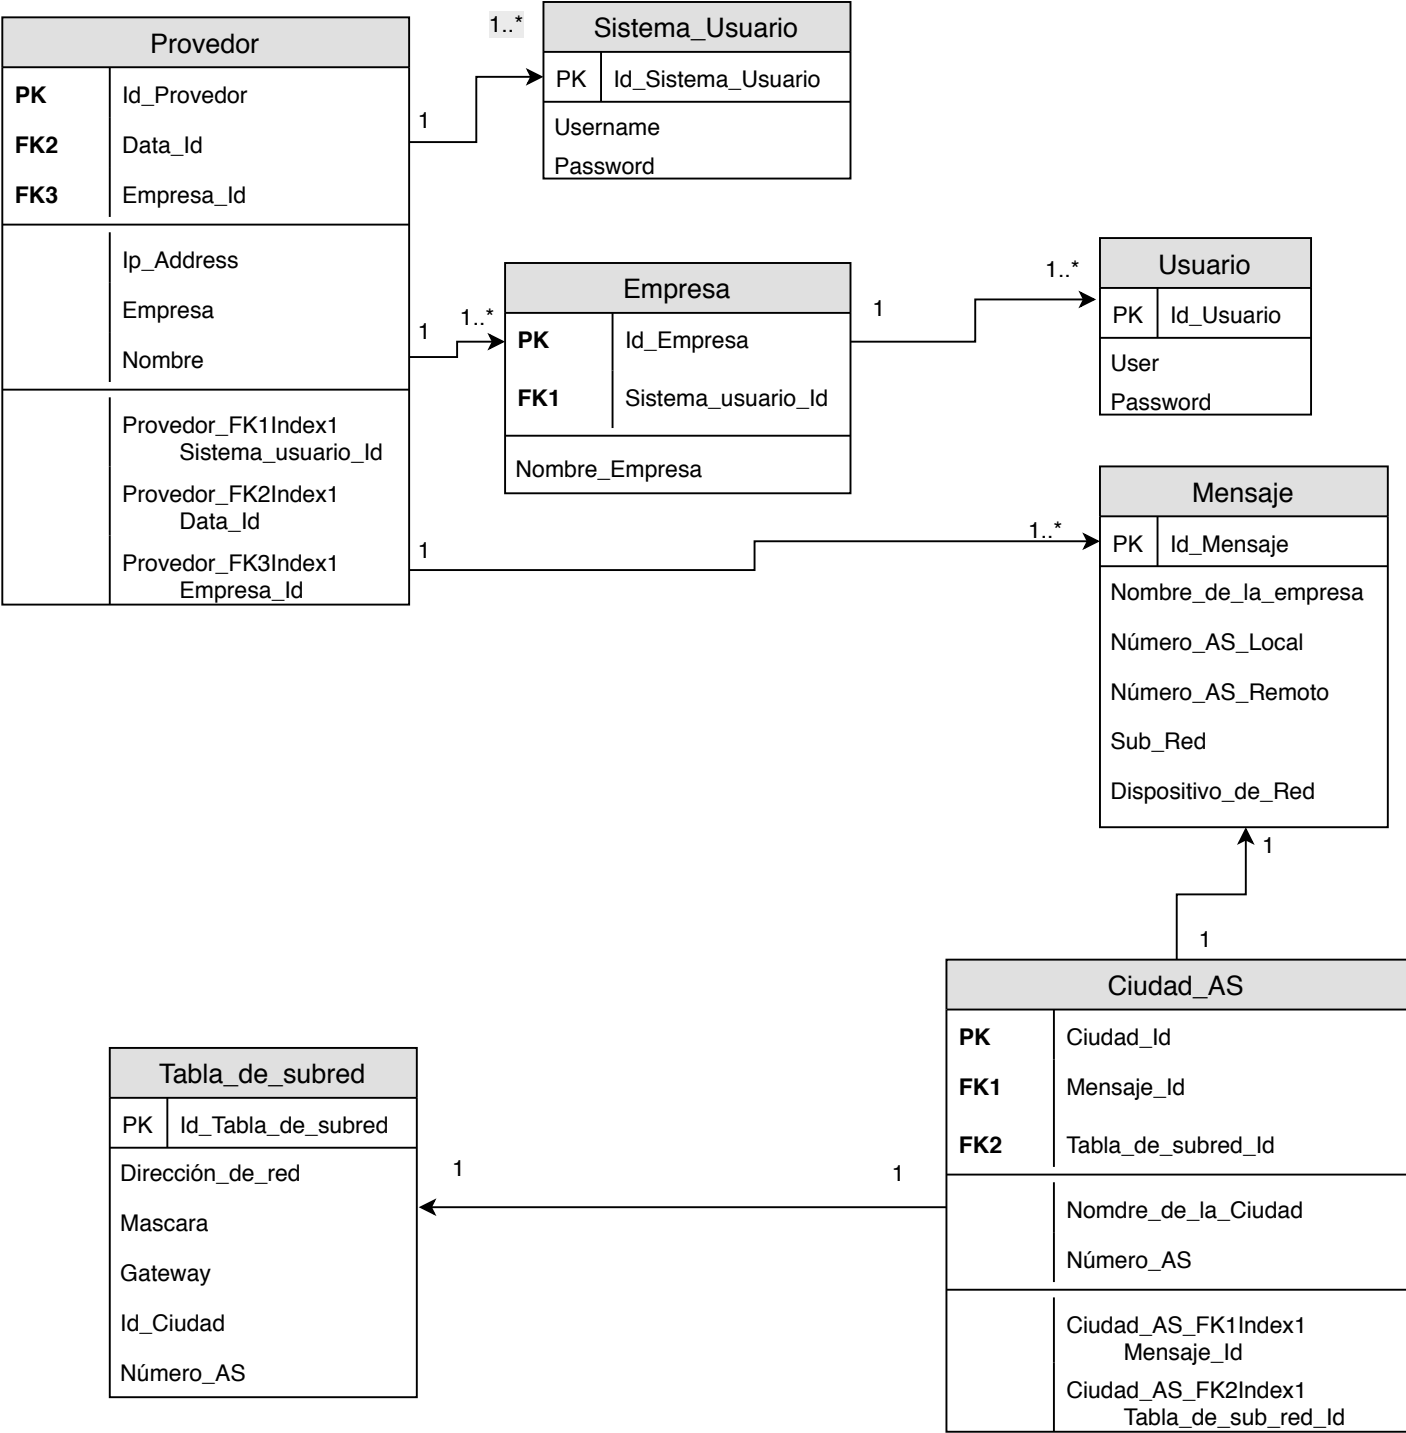 Provedor
PK Id_Provedor
FK2 Data_Id
FK3 Empresa_Id
Ip_Address
Empresa
Nombre
Provedor_FK1Index1
Sistema_usuario_Id
Provedor_FK2Index1
Data_Id
Provedor_FK3Index1
Empresa_Id
1
1..*
Sistema_Usuario
PK Id_Sistema_Usuario
Username
Password
1
1..*
Empresa
PK Id_Empresa
FK1 Sistema_usuario_Id
Nombre_Empresa
1
1..*
Usuario
PK Id_Usuario
User
Password
1
1..*
Mensaje
PK Id_Mensaje
Nombre_de_la_empresa
Número_AS_Local
Número_AS_Remoto
Sub_Red
Dispositivo_de_Red
1
1
Ciudad_AS
PK Ciudad_Id
FK1 Mensaje_Id
FK2 Tabla_de_subred_Id
Nomdre_de_la_Ciudad
Número_AS
Ciudad_AS_FK1Index1
Mensaje_Id
Ciudad_AS_FK2Index1
Tabla_de_sub_red_Id
1
1
Tabla_de_subred
PK Id_Tabla_de_subred
Dirección_de_red
Mascara
Gateway
Id_Ciudad
Número_AS